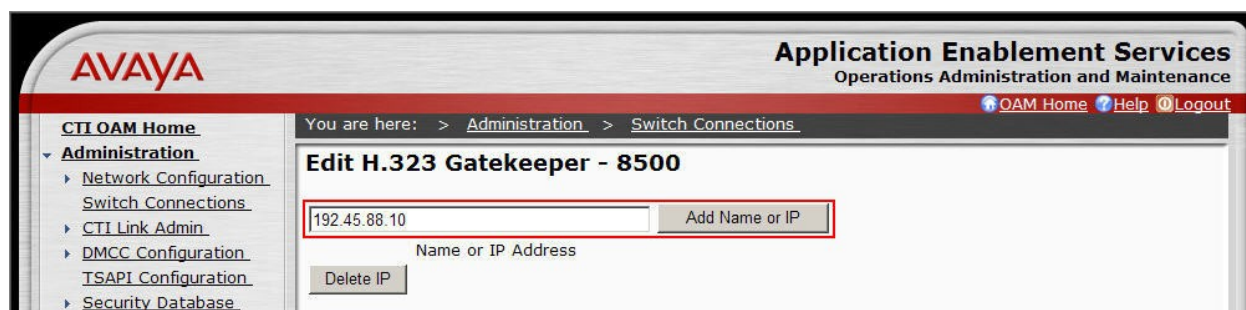 AVAYA
Application Enablement Services
Operations Administration and Maintenance
OAM Home Help Logout
CTI OAM Home
You are here: > Administration > Switch Connections
Administration
Network Configuration
Switch Connections
CTI Link Admin
DMCC Configuration
TSAPI Configuration
Security Database
Edit H.323 Gatekeeper - 8500
192.45.88.10 Add Name or IP
Name or IP Address
Delete IP